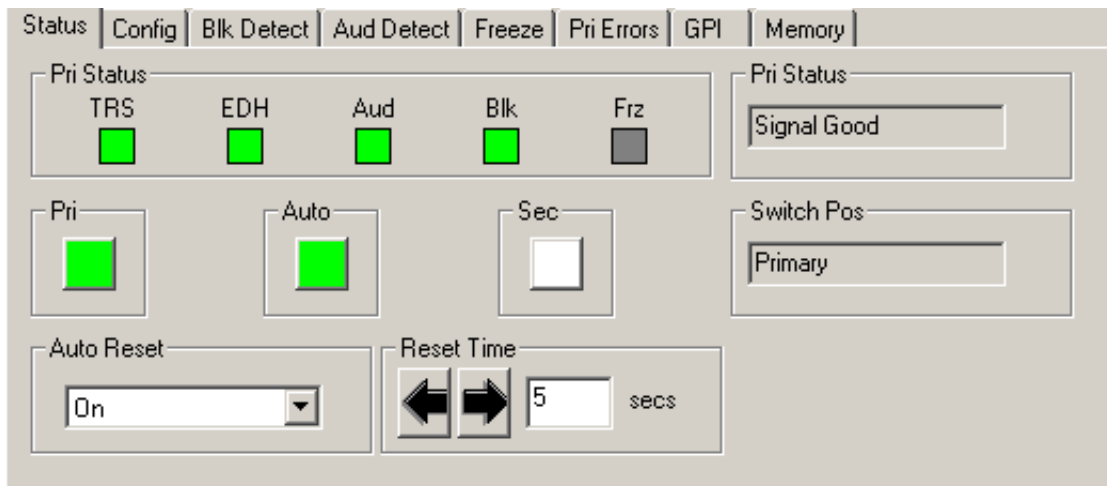 Status Config Blk Detect Aud Detect Freeze Pri Errors GPI Memory
Pri Status Pri Status
TRS EDH Aud Blk Frz
Signal Good
Pri Auto Sec Switch Pos
Primary
Auto Reset Reset Time
On 5 secs